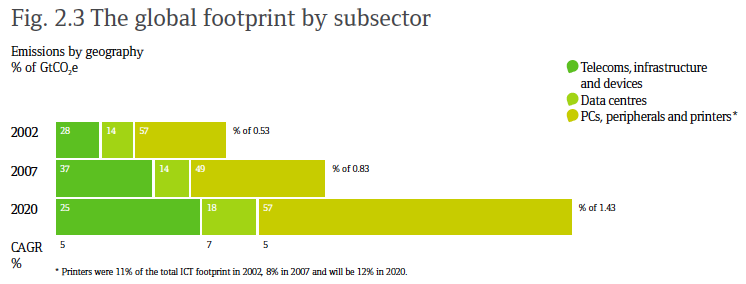 Fig. 2.3 The global footprint by subsector
Emissions by geography
% of GtCO₂e
Telecoms, infrastructure
and devices
Data centres
PCs, peripherals and printers*
2002 28 14 57 % of 0.53
2007 37 14 49 % of 0.83
2020 25 18 57 % of 1.43
CAGR 5 7 5
%
* Printers were 11% of the total ICT footprint in 2002, 8% in 2007 and will be 12% in 2020.